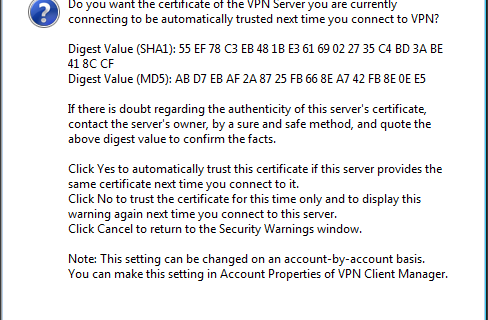 Do you want the certificate of the VPN Server you are currently
connecting to be automatically trusted next time you connect to VPN?
Digest Value (SHA1): 55 EF 78 C3 EB 48 1B E3 61 69 02 27 35 C4 BD 3A BE
41 8C CF
Digest Value (MD5): AB D7 EB AF 2A 87 25 FB 66 8E A7 42 FB 8E 0E E5
If there is doubt regarding the authenticity of this server's certificate,
contact the server's owner, by a sure and safe method, and quote the
above digest value to confirm the facts.
Click Yes to automatically trust this certificate if this server provides the
same certificate next time you connect to it.
Click No to trust the certificate for this time only and to display this
warning again next time you connect to this server.
Click Cancel to return to the Security Warnings window.
Note: This setting can be changed on an account-by-account basis.
You can make this setting in Account Properties of VPN Client Manager.